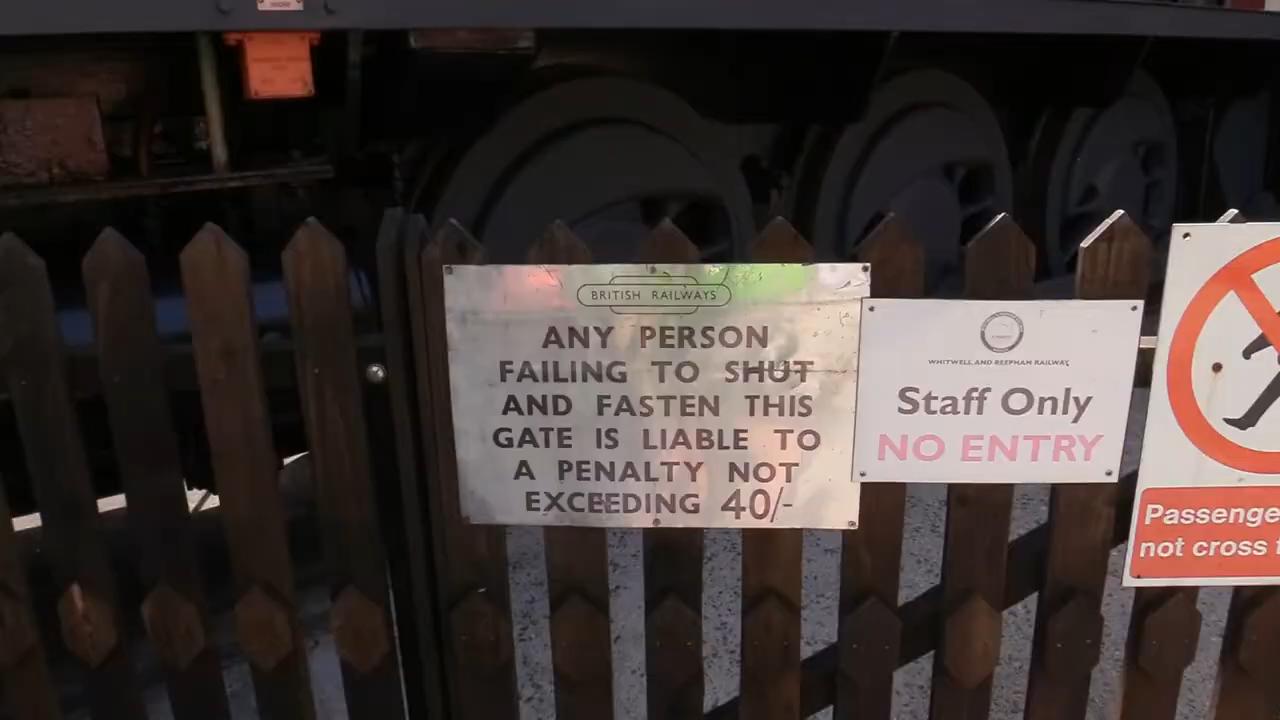 BRITISH RAILWAYS
ANY PERSON
FAILING TO SHUT
AND FASTEN THIS
GATE IS LIABLE TO
A PENALTY NOT
EXCEEDING 40/-
WHITWELL AND REEPHAM RAILWAY
Staff Only
NO ENTRY
Passenge
not cross